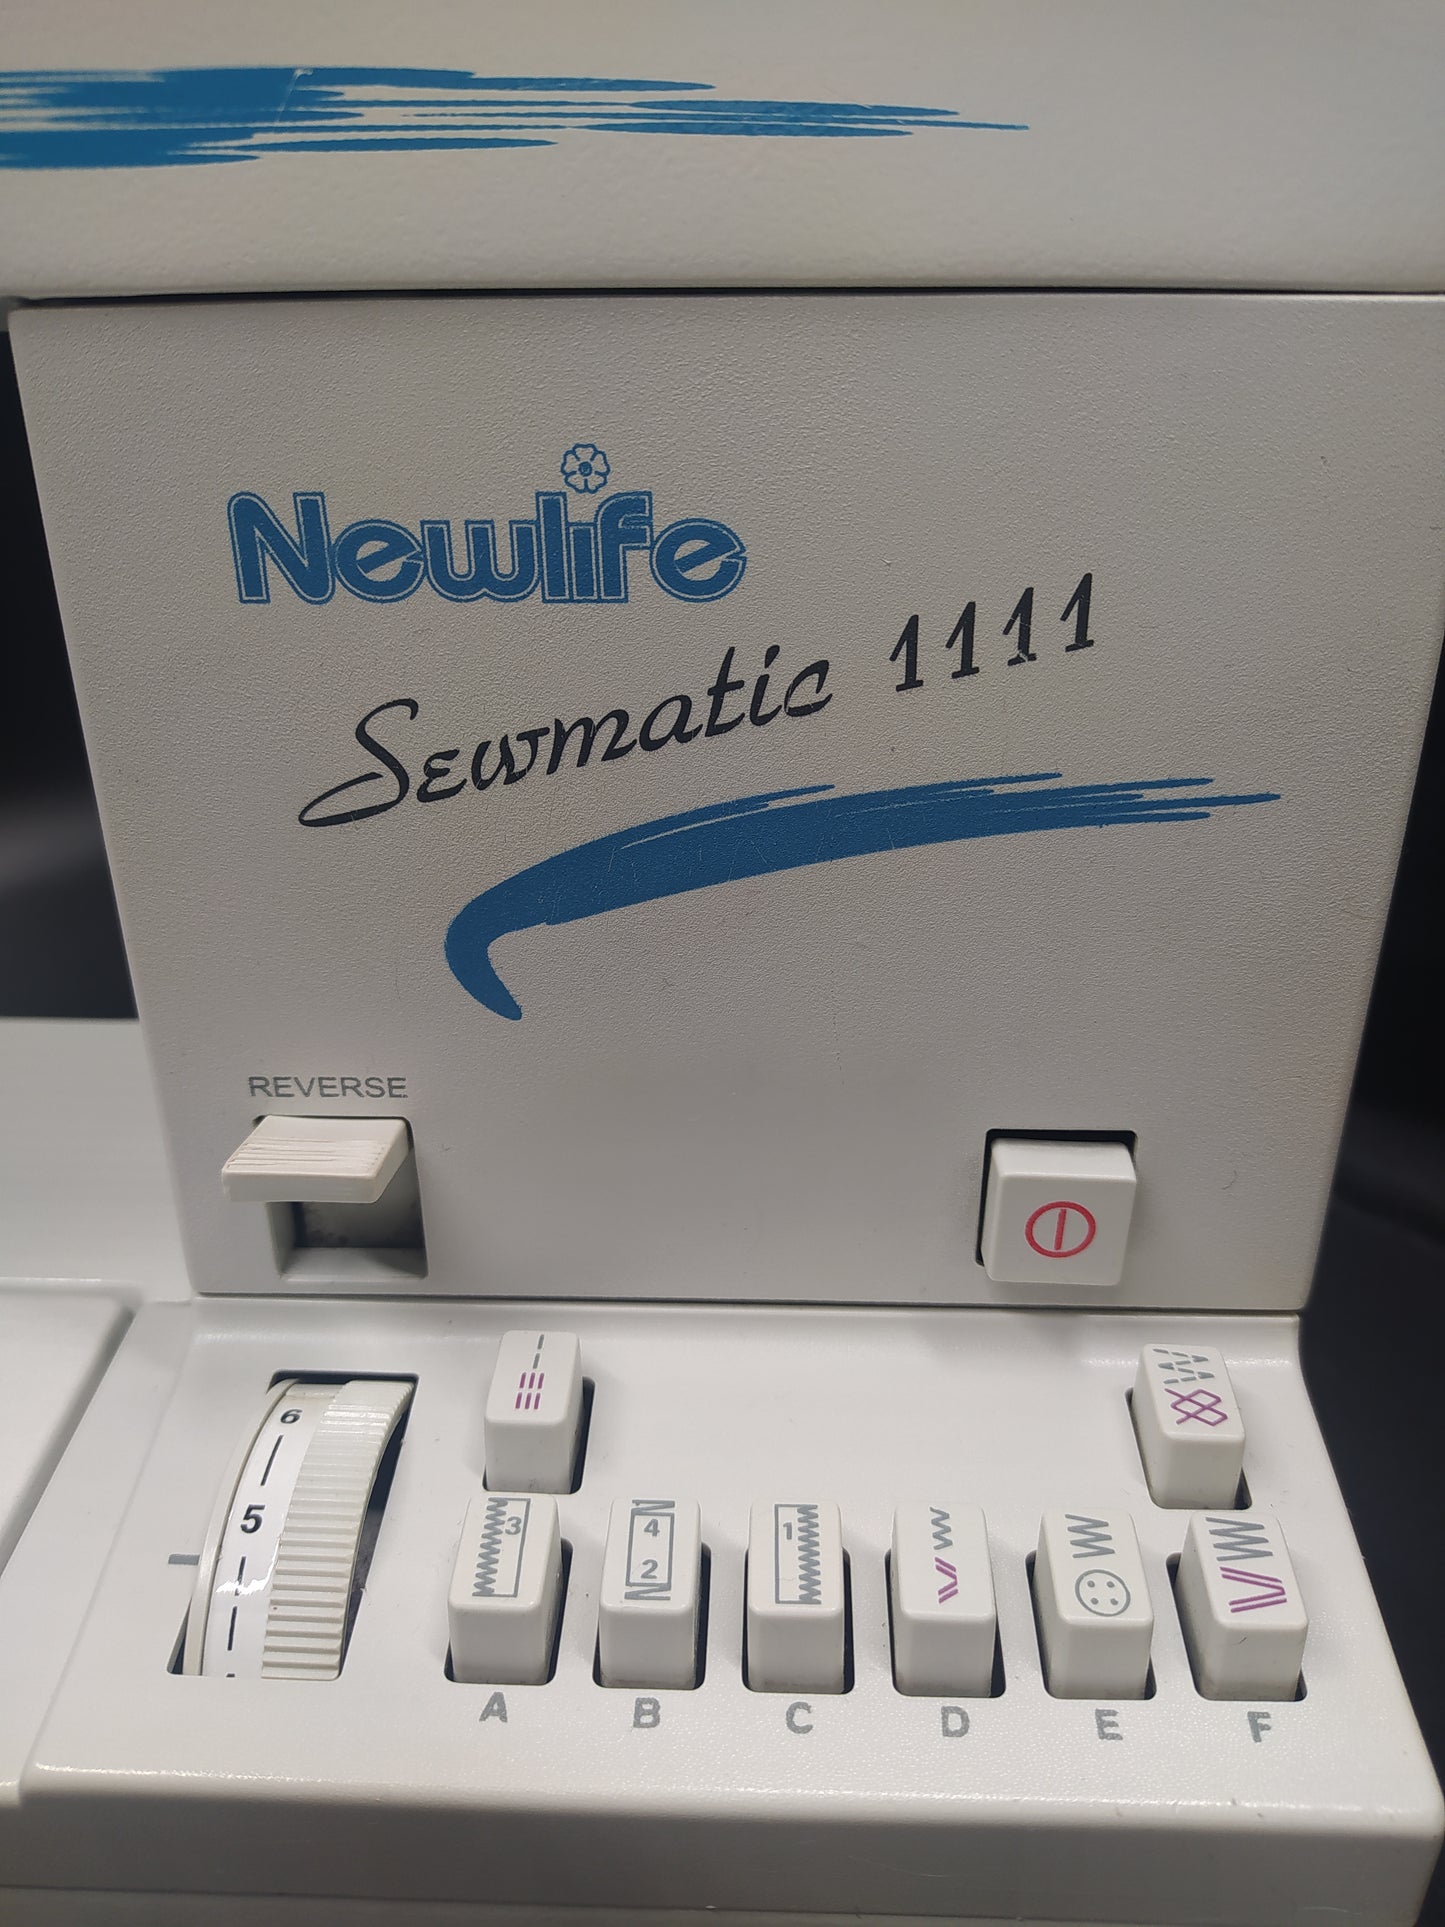 Newlife
Sewmatic 1111
REVERSE
6
5
3
4
2
1
A B C D E F